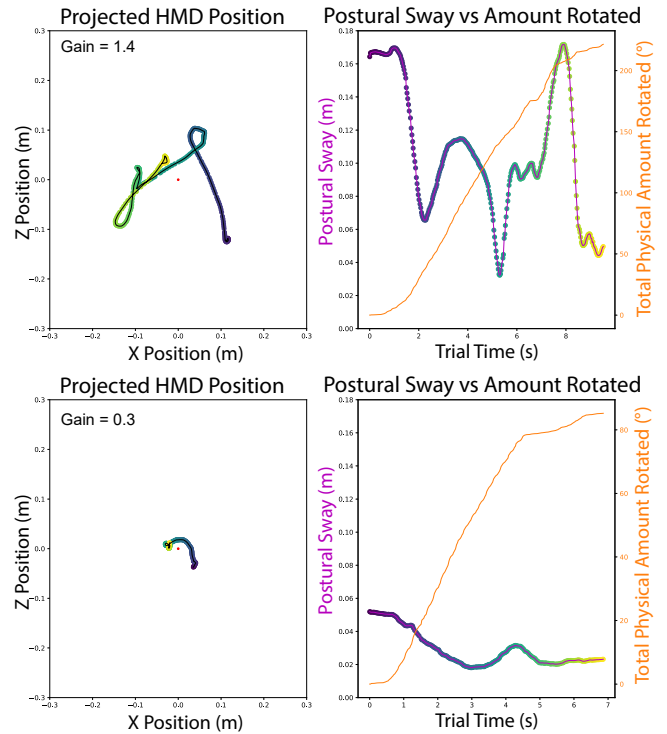 Projected HMD Position
Gain = 1.4
Z Position (m)
0.3
0.2
0.1
0.0
−0.1
−0.2
−0.3
−0.3 −0.2 −0.1 0.0 0.1 0.2 0.3
X Position (m)
Postural Sway vs Amount Rotated
Postural Sway (m)
0.18
0.16
0.14
0.12
0.10
0.08
0.06
0.04
0.02
0.00
0 2 4 6 8
Trial Time (s)
200
150
100
50
0
Total Physical Amount Rotated (°)
Projected HMD Position
Gain = 0.3
Z Position (m)
0.3
0.2
0.1
0.0
−0.1
−0.2
−0.3
−0.3 −0.2 −0.1 0.0 0.1 0.2 0.3
X Position (m)
Postural Sway vs Amount Rotated
Postural Sway (m)
0.18
0.16
0.14
0.12
0.10
0.08
0.06
0.04
0.02
0.00
0 1 2 3 4 5 6 7
Trial Time (s)
80
60
40
20
0
Total Physical Amount Rotated (°)